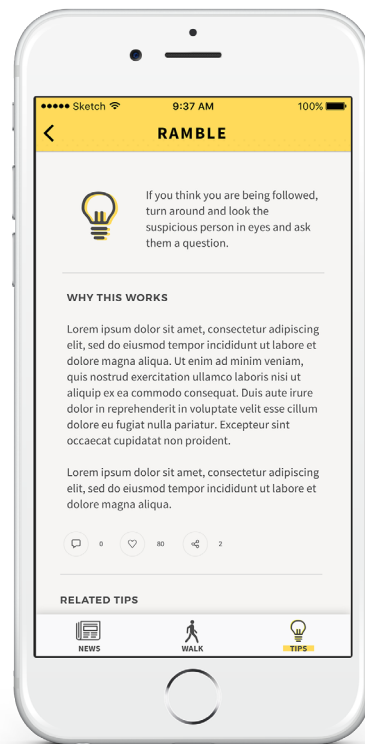 Sketch 9:37 AM 100%
RAMBLE
If you think you are being followed,
turn around and look the
suspicious person in eyes and ask
them a question.
WHY THIS WORKS
Lorem ipsum dolor sit amet, consectetur adipiscing
elit, sed do eiusmod tempor incididunt ut labore et
dolore magna aliqua. Ut enim ad minim veniam,
quis nostrud exercitation ullamco laboris nisi ut
aliquip ex ea commodo consequat. Duis aute irure
dolor in reprehenderit in voluptate velit esse cillum
dolore eu fugiat nulla pariatur. Excepteur sint
occaecat cupidatat non proident.
Lorem ipsum dolor sit amet, consectetur adipiscing
elit, sed do eiusmod tempor incididunt ut labore et
dolore magna aliqua.
0 80 2
RELATED TIPS
NEWS WALK TIPS